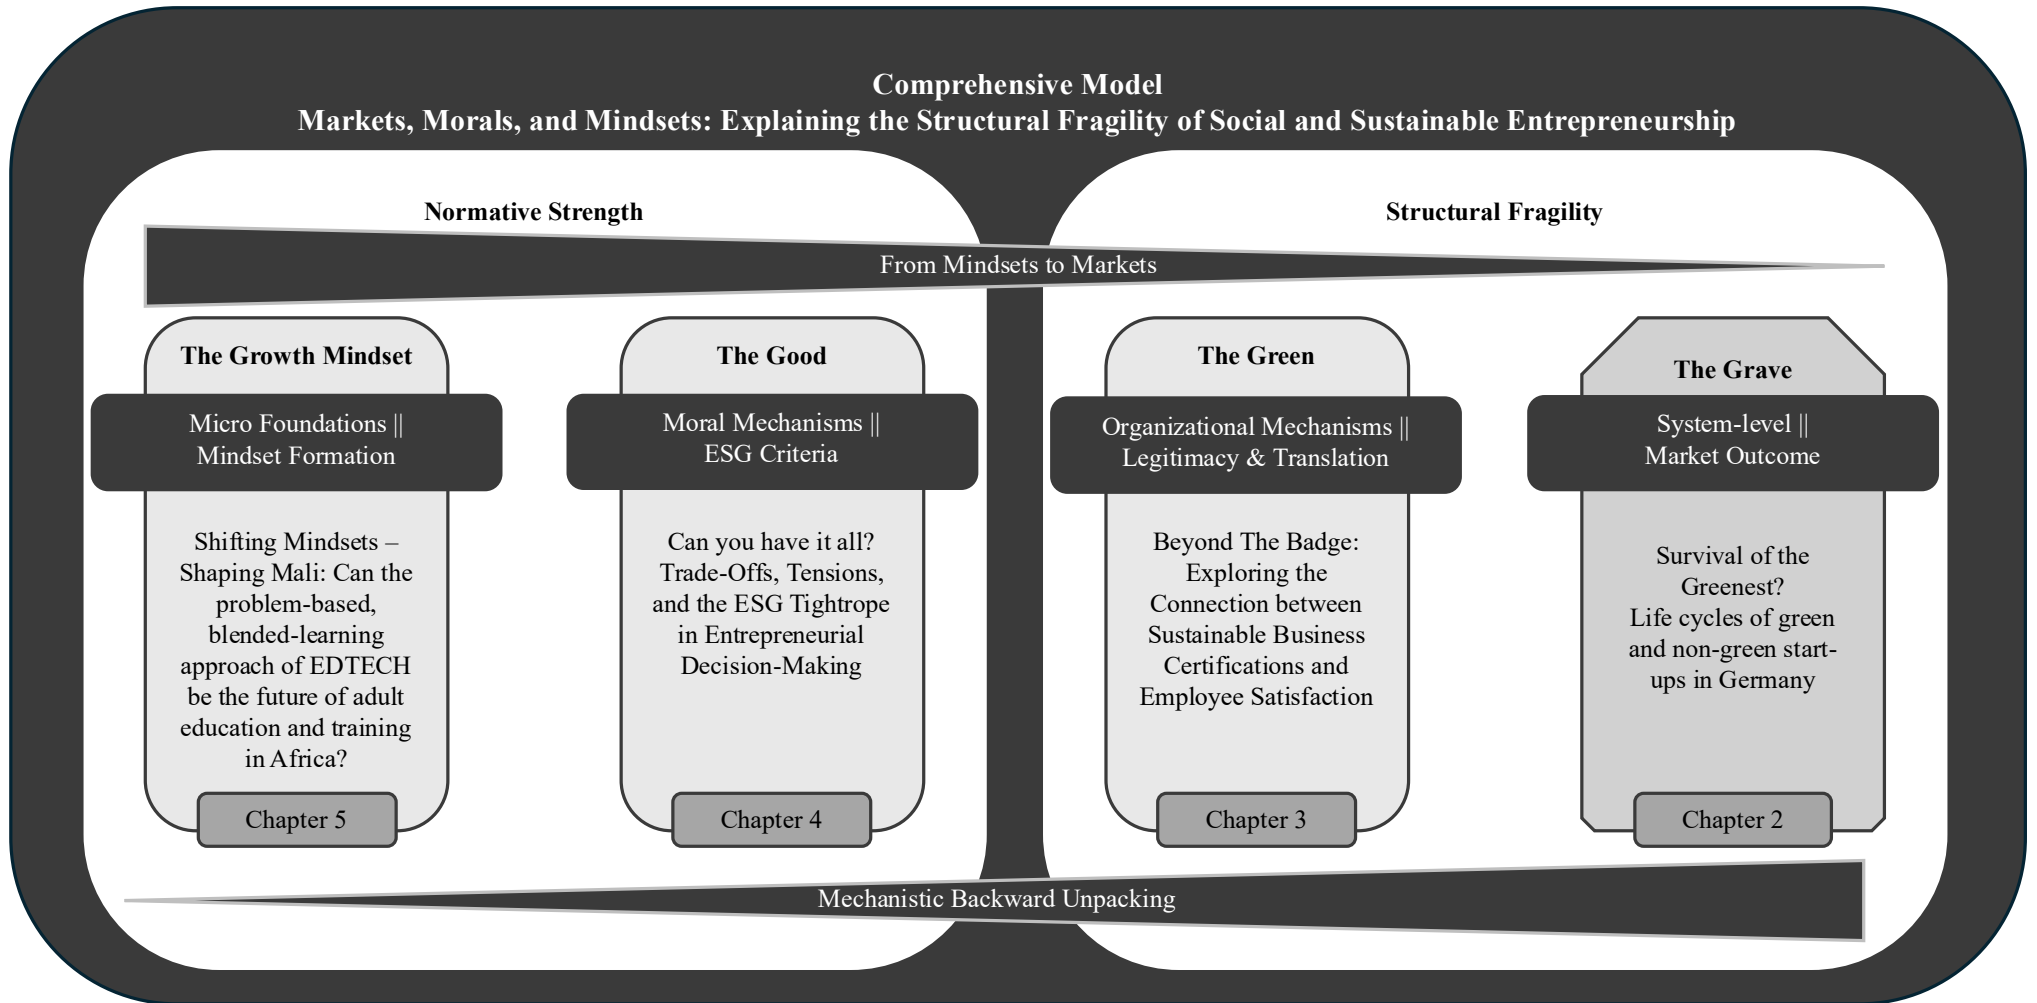 Comprehensive Model
Markets, Morals, and Mindsets: Explaining the Structural Fragility of Social and Sustainable Entrepreneurship
Normative Strength
Structural Fragility
From Mindsets to Markets
The Growth Mindset
Micro Foundations ||
Mindset Formation
Shifting Mindsets –
Shaping Mali: Can the
problem-based,
blended-learning
approach of EDTECH
be the future of adult
education and training
in Africa?
Chapter 5
The Good
Moral Mechanisms ||
ESG Criteria
Can you have it all?
Trade-Offs, Tensions,
and the ESG Tightrope
in Entrepreneurial
Decision-Making
Chapter 4
The Green
Organizational Mechanisms ||
Legitimacy & Translation
Beyond The Badge:
Exploring the
Connection between
Sustainable Business
Certifications and
Employee Satisfaction
Chapter 3
The Grave
System-level ||
Market Outcome
Survival of the
Greenest?
Life cycles of green
and non-green start-
ups in Germany
Chapter 2
Mechanistic Backward Unpacking